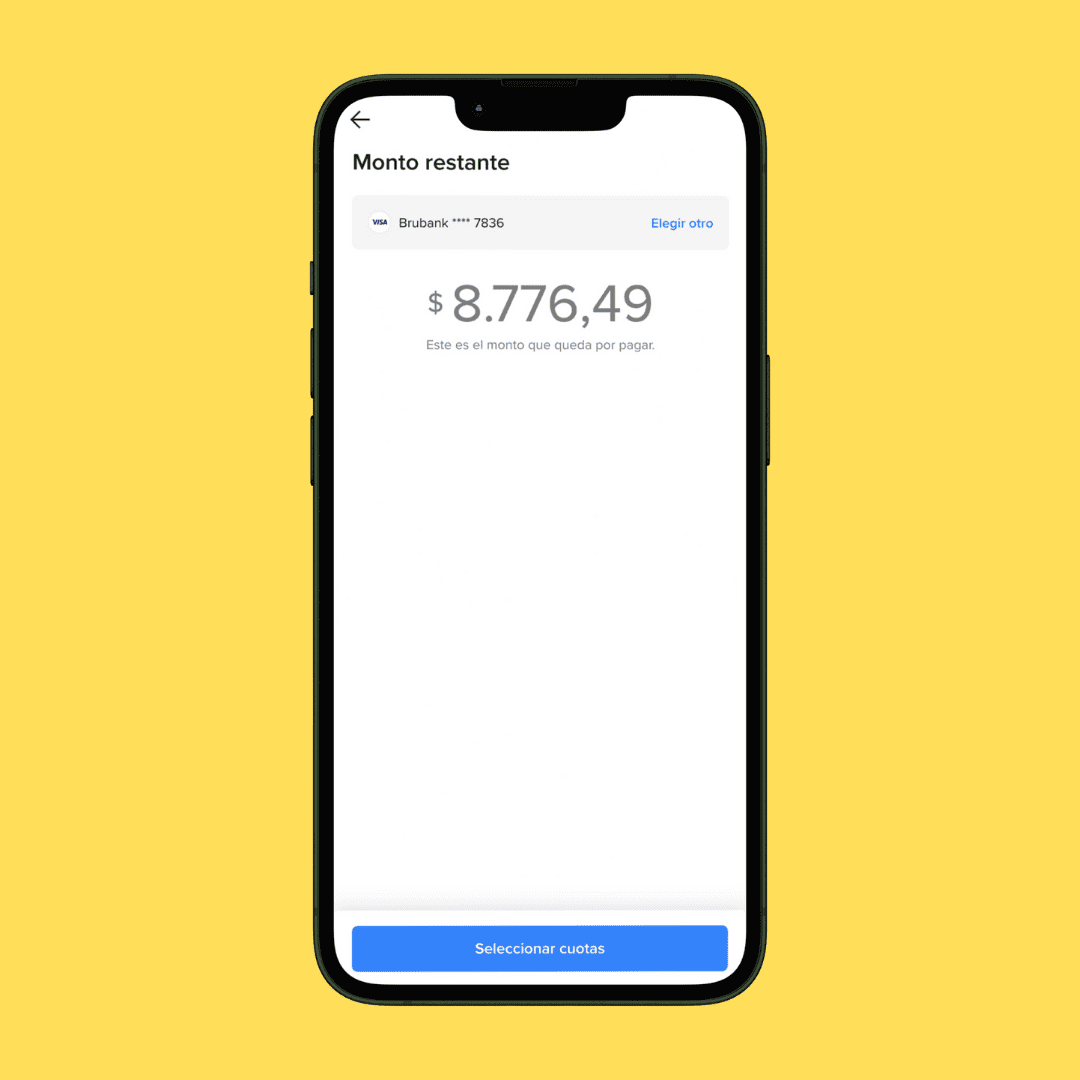 Monto restante
VISA Brubank **** 7836 Elegir otro
$ 8.776,49
Este es el monto que queda por pagar.
Seleccionar cuotas